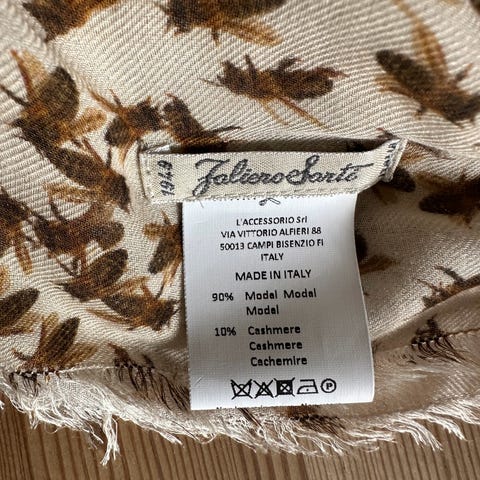 1949
Faliero Sarti
L'ACCESSORIO Srl
VIA VITTORIO ALFIERI 88
50013 CAMPI BISENZIO FI
ITALY
MADE IN ITALY
90% Modal Modal
Modal
10% Cashmere
Cashmere
Cachemire
P